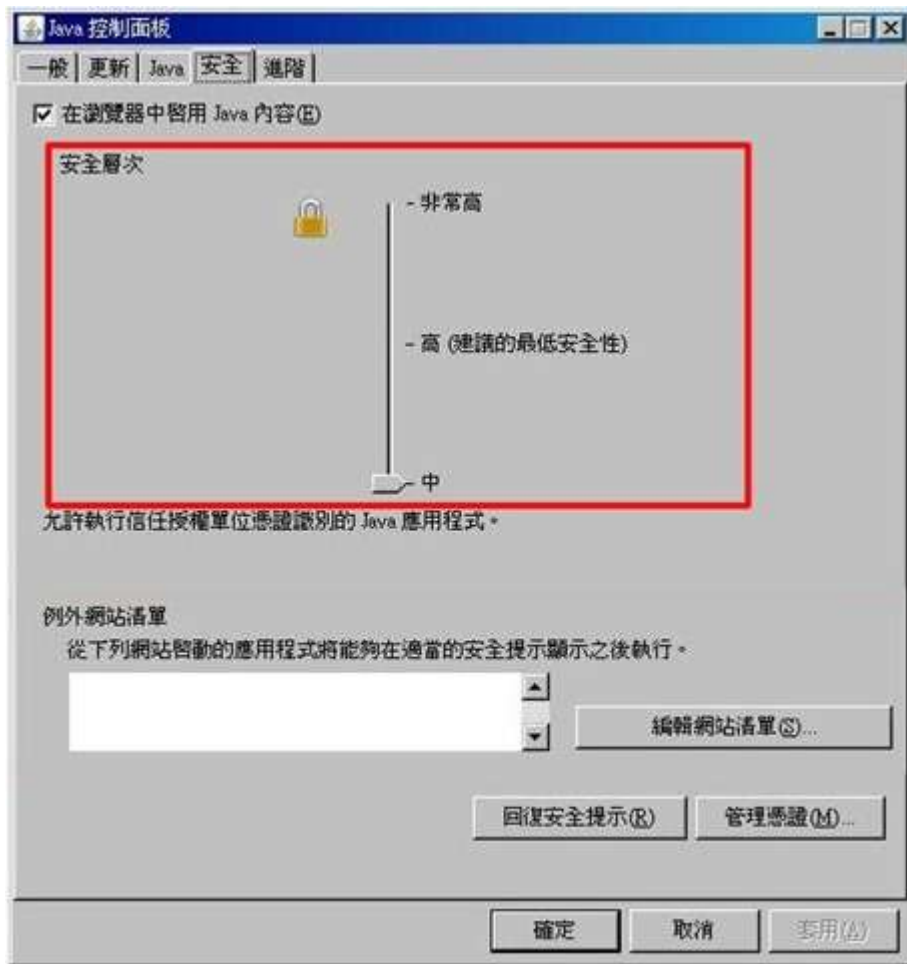 Java 控制面板
一般 更新 Java 安全 進階
在瀏覽器中啓用 Java 內容(E)
安全層次
- 非常高
- 高 (建議的最低安全性)
- 中
允許執行信任授權單位憑證識別的 Java 應用程式。
例外網站清單
從下列網站啓動的應用程式將能夠在適當的安全提示顯示之後執行。
編輯網站清單(S)...
回復安全提示(R) 管理憑證(M)...
確定 取消 套用(A)